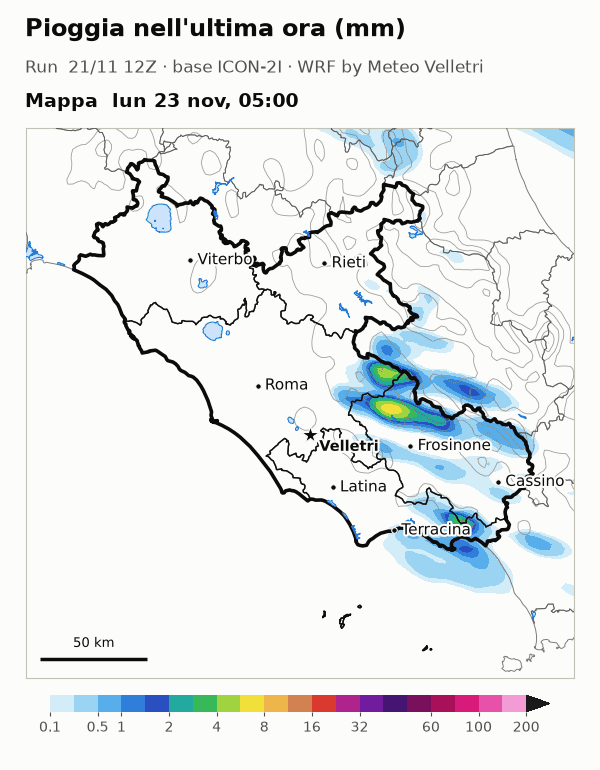 Pioggia nell'ultima ora (mm)
Run  21/11 12Z · base ICON-2I · WRF by Meteo Velletri
Mappa  lun 23 nov, 05:00
Viterbo
Rieti
Roma
Velletri
Frosinone
Latina
Cassino
Terracina
50 km
0.1 0.5 1 2 4 8 16 32 60 100 200